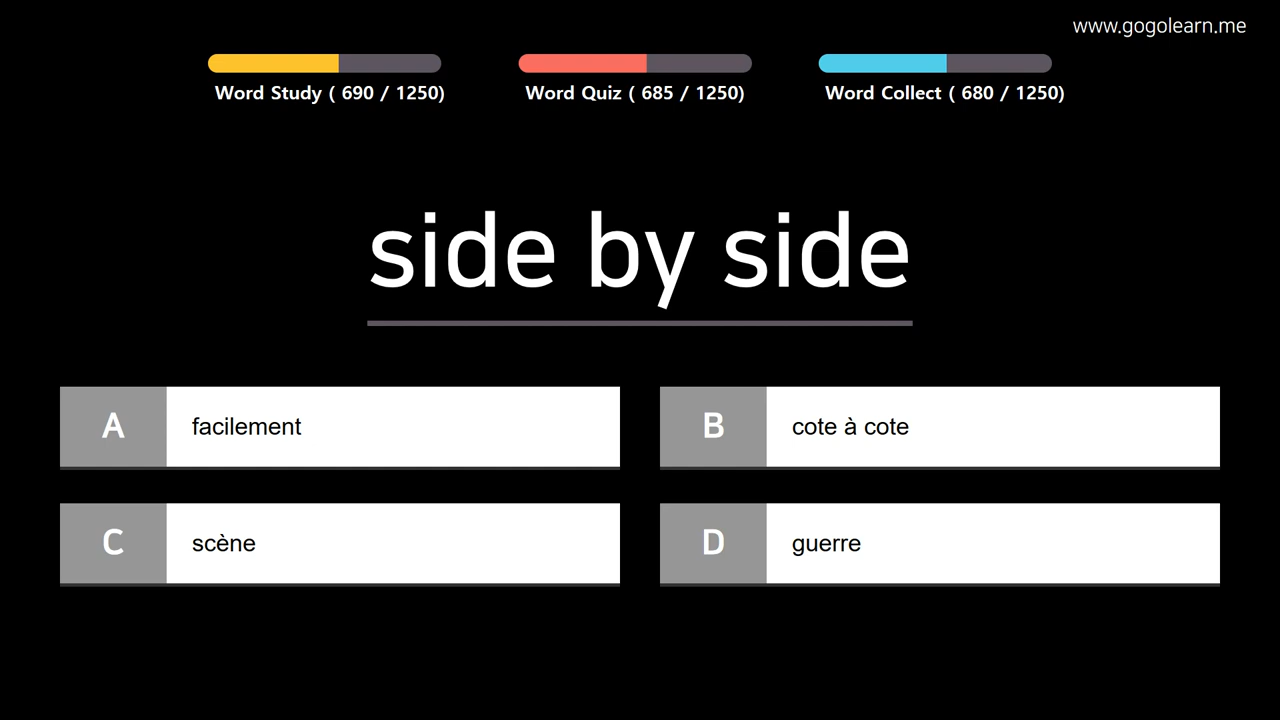 www.gogolearn.me
Word Study ( 690 / 1250)
Word Quiz ( 685 / 1250)
Word Collect ( 680 / 1250)
side by side
A
facilement
B
cote à cote
C
scène
D
guerre